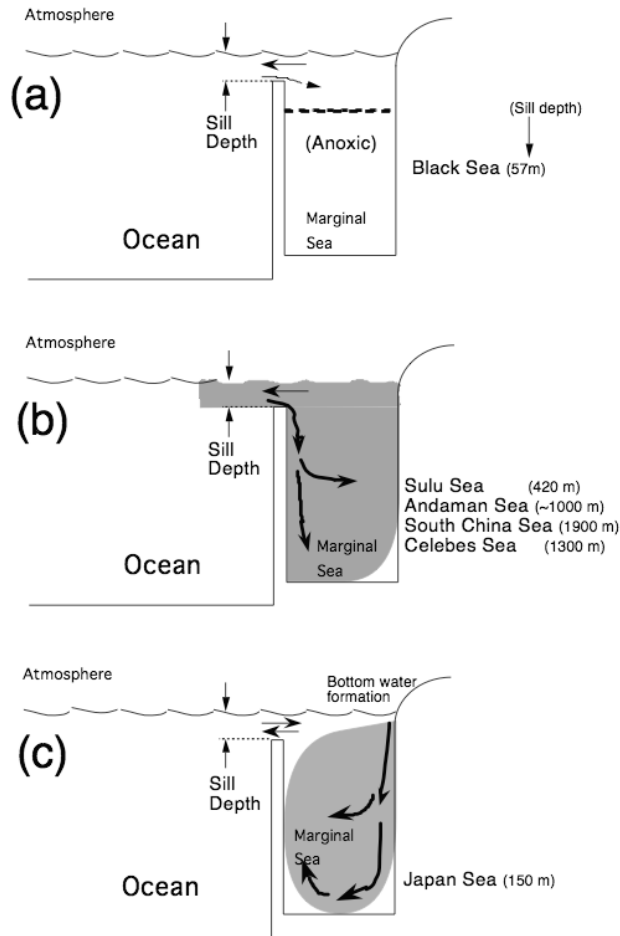 Atmosphere
(a)
Sill
Depth
(Anoxic)
(Sill depth)
Black Sea (57m)
Marginal
Sea
Ocean
Atmosphere
(b)
Sill
Depth
Sulu Sea (420 m)
Andaman Sea (~1000 m)
South China Sea (1900 m)
Celebes Sea (1300 m)
Marginal
Sea
Ocean
Atmosphere
Bottom water
formation
(c)
Sill
Depth
Marginal
Sea
Japan Sea (150 m)
Ocean